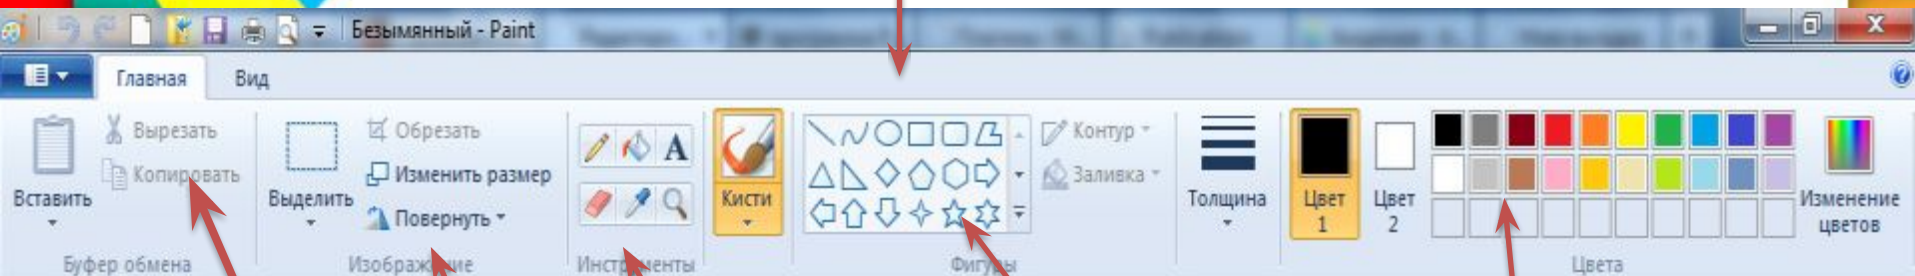 Безымянный - Paint
Главная
Вид
Вставить
Вырезать
Копировать
Буфер обмена
Выделить
Обрезать
Изменить размер
Повернуть
Изображение
A
Инструменты
Кисти
Фигуры
Контур
Заливка
Толщина
Цвет
1
Цвет
2
Изменение
цветов
Цвета